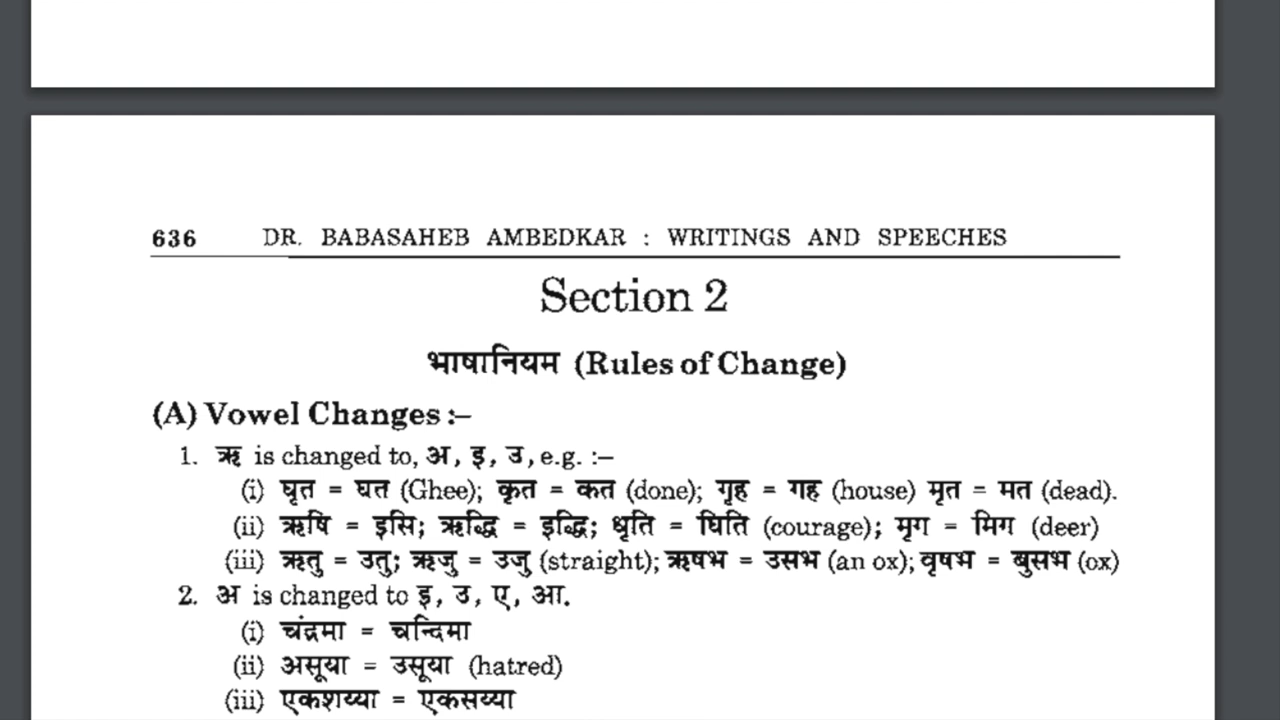 636 DR. BABASAHEB AMBEDKAR : WRITINGS AND SPEECHES
Section 2
भाषानियम (Rules of Change)
(A) Vowel Changes :–
1. ऋ is changed to, अ, इ, उ, e.g. :–
(i) घृत = घत (Ghee); कृत = कत (done); गृह = गह (house) मृत = मत (dead).
(ii) ऋषि = इसि; ऋद्धि = इद्धि; धृति = घिति (courage); मृग = मिग (deer)
(iii) ऋतु = उतु; ऋजु = उजु (straight); ऋषभ = उसभ (an ox); वृषभ = बुसभ (ox)
2. अ is changed to इ, उ, ए, आ.
(i) चंद्रमा = चन्दिमा
(ii) असूया = उसूया (hatred)
(iii) एकशय्या = एकसय्या